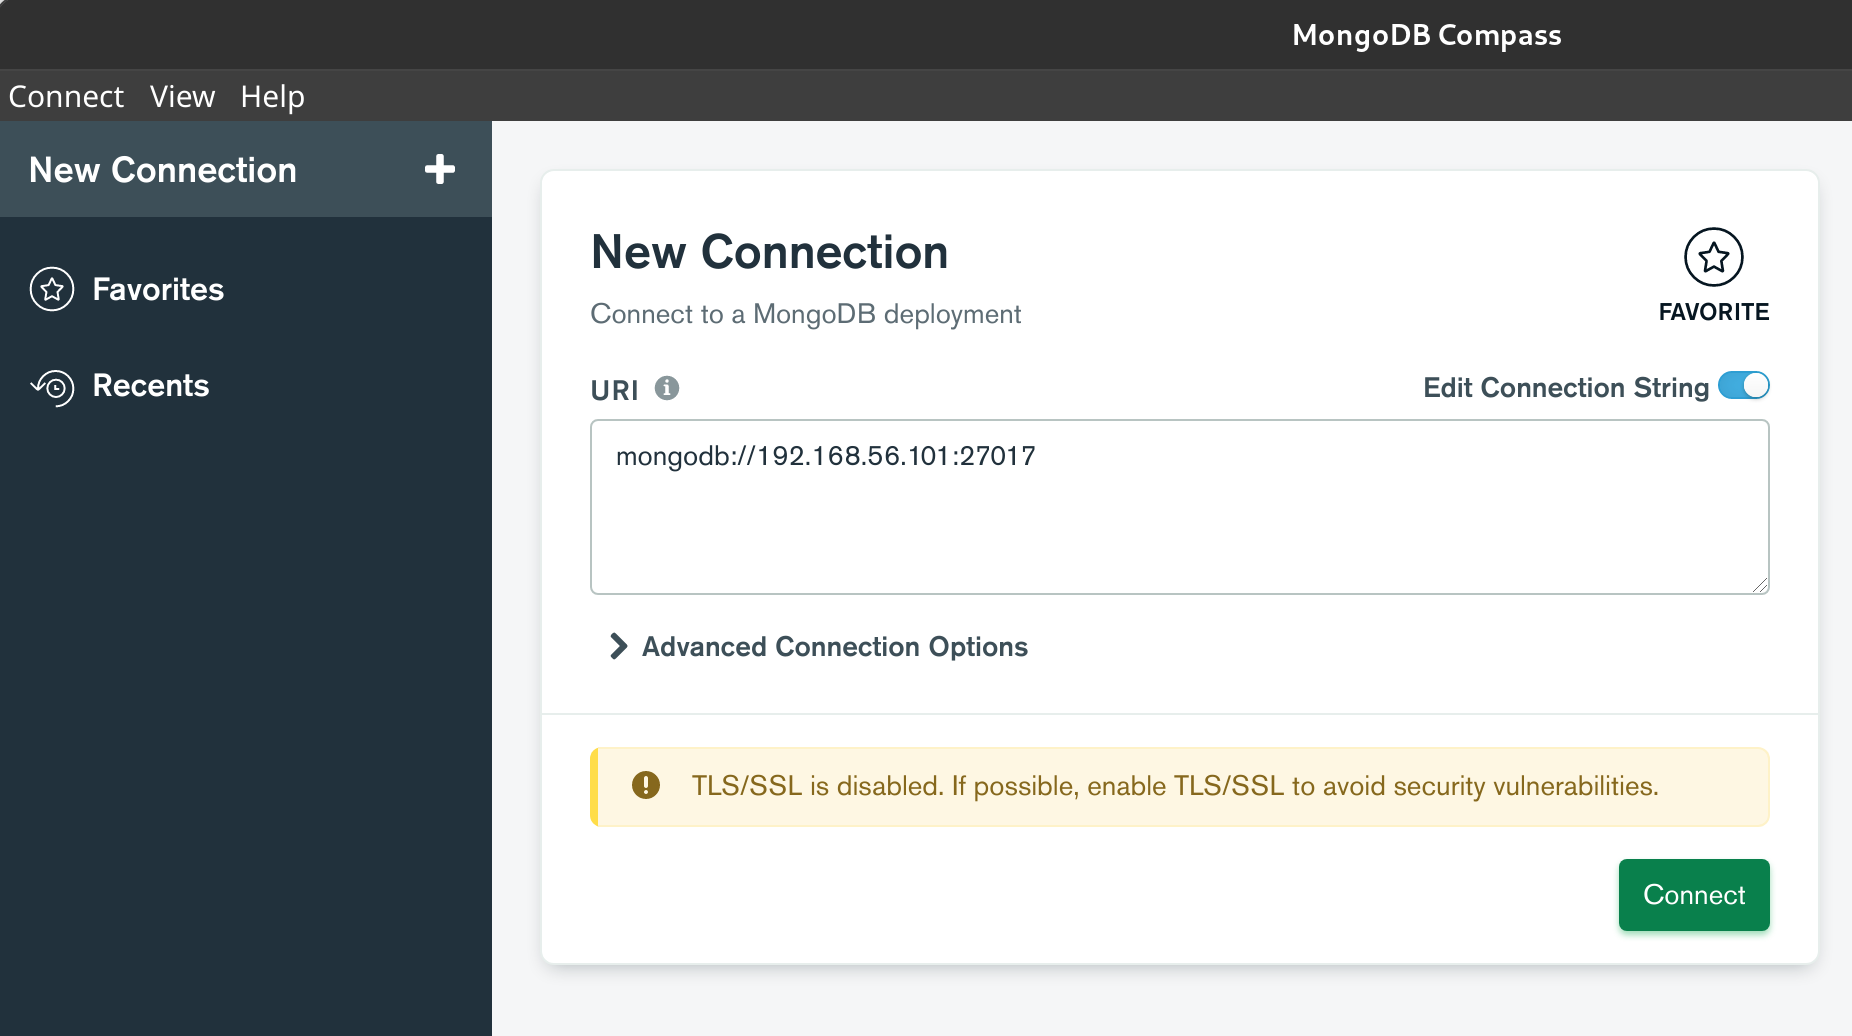 MongoDB Compass
Connect View Help
New Connection
Favorites
Recents
New Connection
Connect to a MongoDB deployment
FAVORITE
URI
Edit Connection String
mongodb://192.168.56.101:27017
Advanced Connection Options
TLS/SSL is disabled. If possible, enable TLS/SSL to avoid security vulnerabilities.
Connect